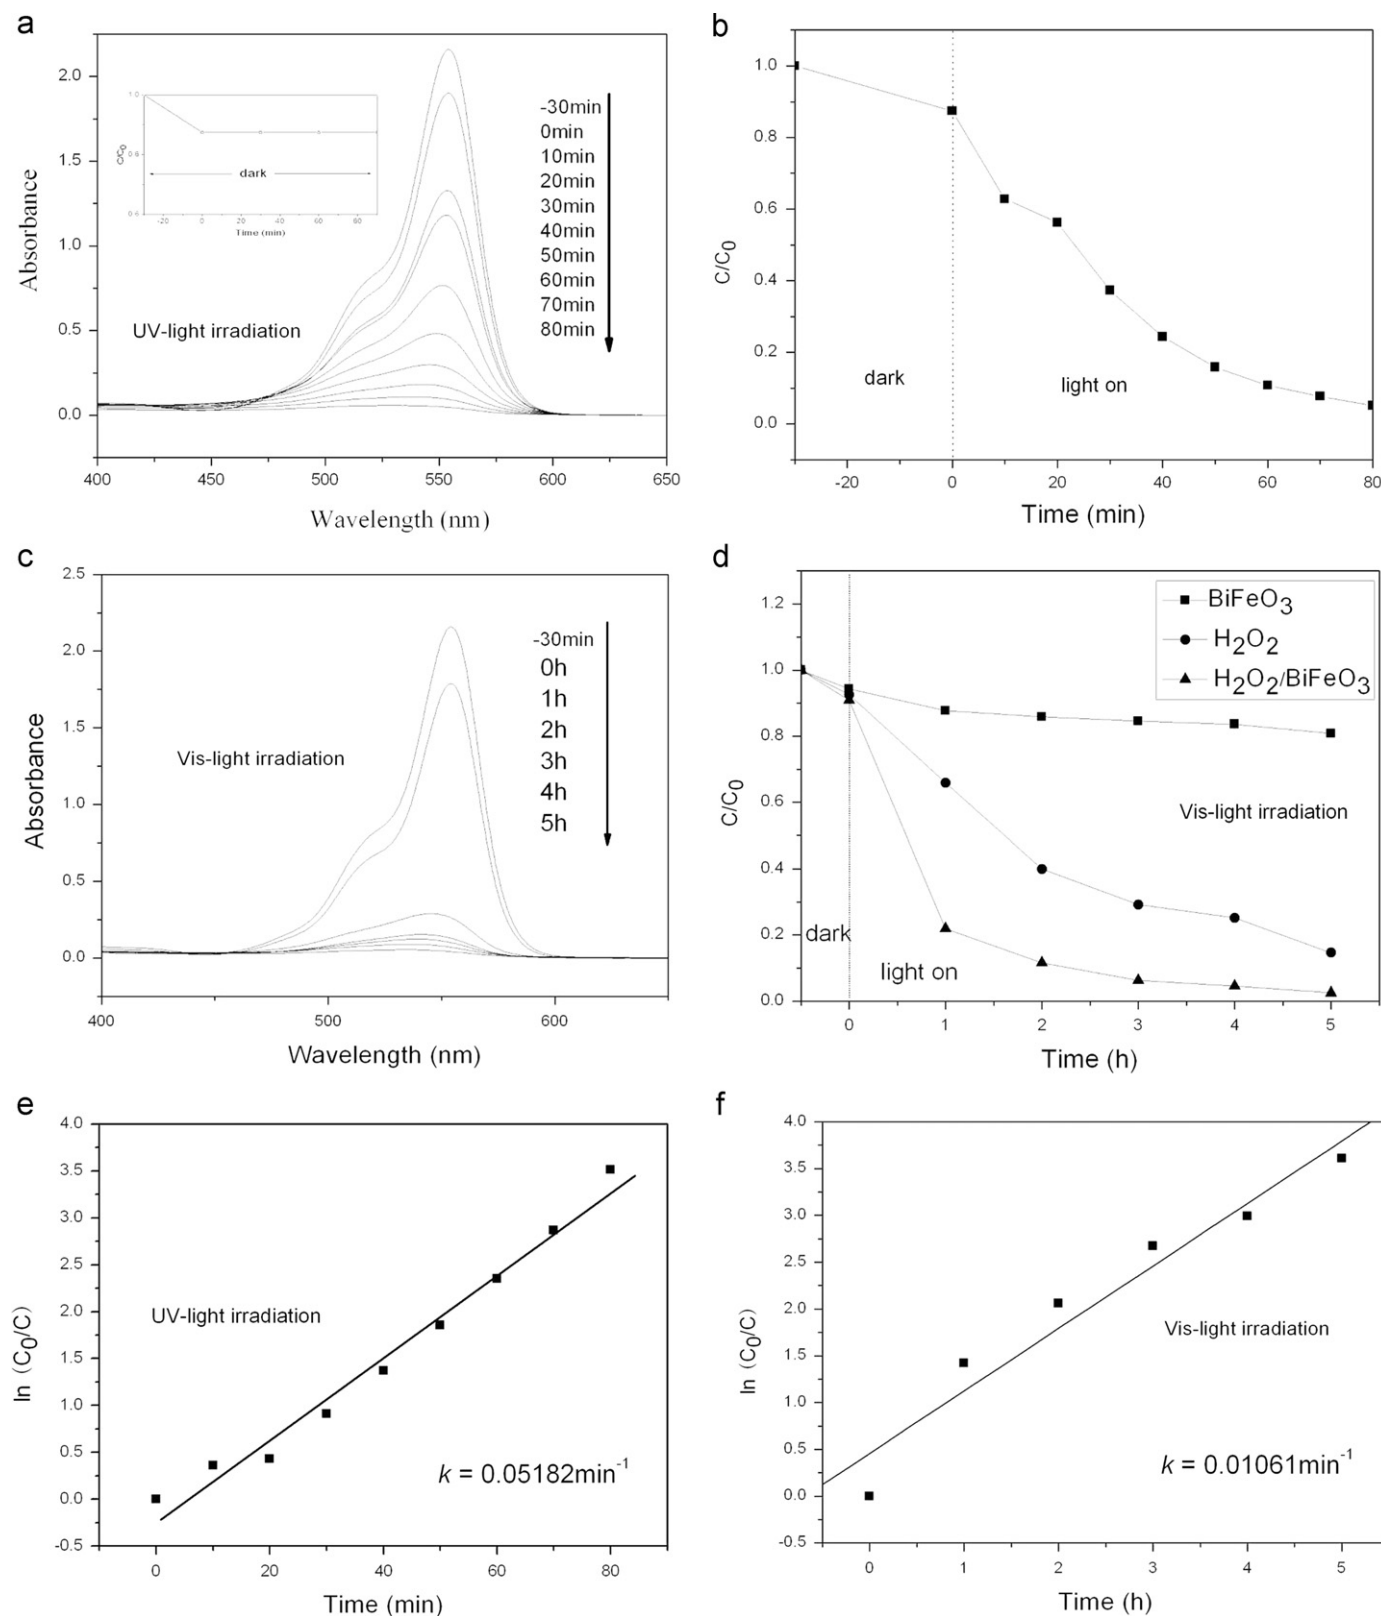 a
2.0
1.5
1.0
0.5
0.0
Absorbance
400
450
500
550
600
650
Wavelength (nm)
UV-light irradiation
-30min
0min
10min
20min
30min
40min
50min
60min
70min
80min
1.0
C/C0
dark
-20
0
20
40
60
80
Time (min)
b
1.0
0.8
0.6
0.4
0.2
0.0
C/C0
dark
light on
-20
0
20
40
60
80
Time (min)
c
2.5
2.0
1.5
1.0
0.5
0.0
Absorbance
Vis-light irradiation
-30min
0h
1h
2h
3h
4h
5h
400
500
600
Wavelength (nm)
d
1.2
1.0
0.8
0.6
0.4
0.2
0.0
C/C0
BiFeO3
H2O2
H2O2/BiFeO3
Vis-light irradiation
dark
light on
0
1
2
3
4
5
Time (h)
e
4.0
3.5
3.0
2.5
2.0
1.5
1.0
0.5
0.0
-0.5
ln (C0/C)
UV-light irradiation
k = 0.05182min-1
0
20
40
60
80
Time (min)
f
4.0
3.5
3.0
2.5
2.0
1.5
1.0
0.5
0.0
-0.5
ln (C0/C)
Vis-light irradiation
k = 0.01061min-1
0
1
2
3
4
5
Time (h)